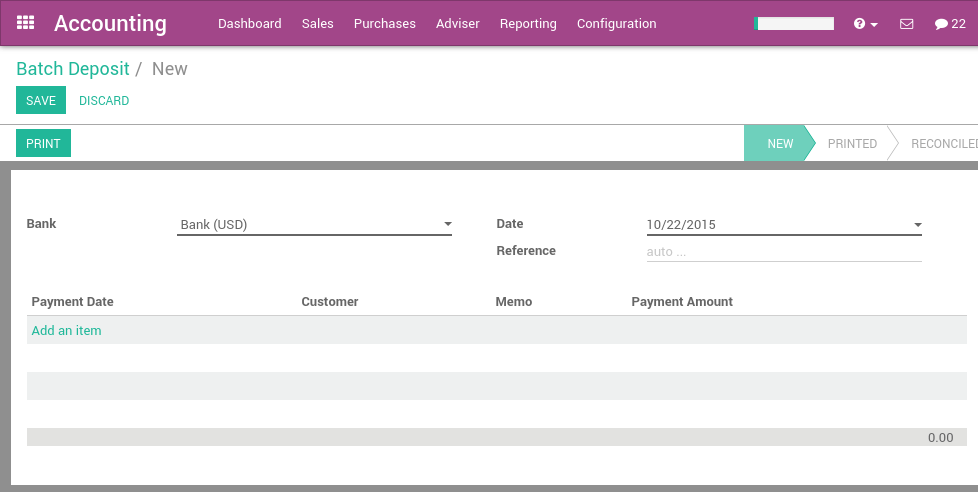 Accounting Dashboard Sales Purchases Adviser Reporting Configuration 22
Batch Deposit / New
SAVE DISCARD
PRINT NEW PRINTED RECONCILED
Bank Bank (USD) Date 10/22/2015
Reference auto ...
Payment Date Customer Memo Payment Amount
Add an item
0.00